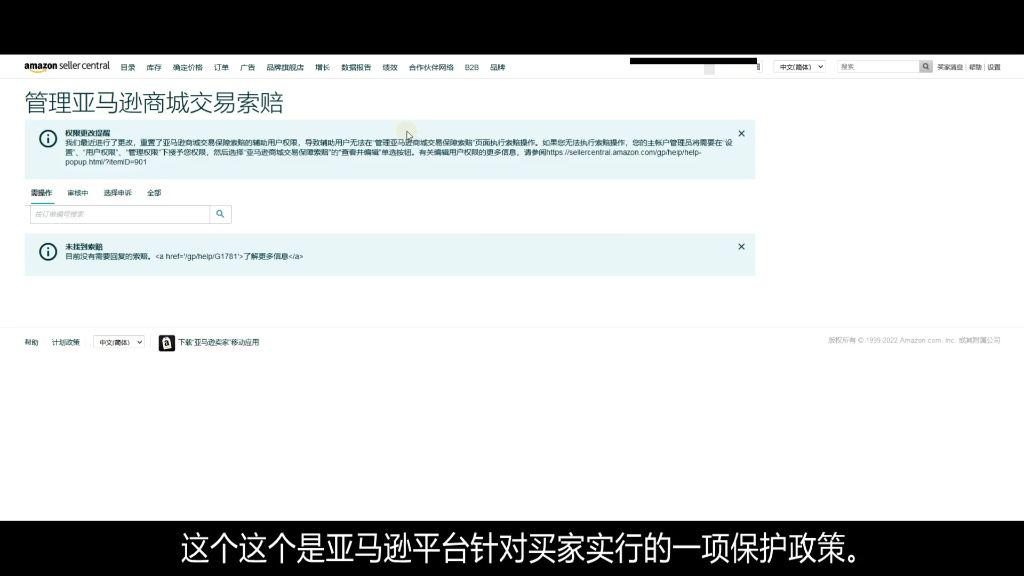 amazon seller central 目录 库存 确定价格 订单 广告 品牌旗舰店 增长 数据报告 绩效 合作伙伴网络 B2B 品牌 中文(简体) 搜索 买家消息 帮助 设置
管理亚马逊商城交易索赔
权限更改提醒
我们最近进行了更改，重置了亚马逊商城交易保障索赔的辅助用户权限，导致辅助用户无法在“管理亚马逊商城交易保障索赔”页面执行索赔操作。如果您无法执行索赔操作，您的主帐户管理员将需要在“设
置”、“用户权限”、“管理权限”下授予您权限，然后选择“亚马逊商城交易保障索赔”的“查看并编辑”单选按钮。有关编辑用户权限的更多信息，请参阅https://sellercentral.amazon.com/gp/help/help-
popup.html/?itemID=901
需操作 审核中 选择申诉 全部
按订单编号搜索
未找到索赔
目前没有需要回复的索赔。<a href='/gp/help/G1781'>了解更多信息</a>
帮助 计划政策 中文(简体) 下载“亚马逊卖家”移动应用 版权所有 © 1999-2022 Amazon.com, Inc. 或其附属公司
这个这个是亚马逊平台针对买家实行的一项保护政策。